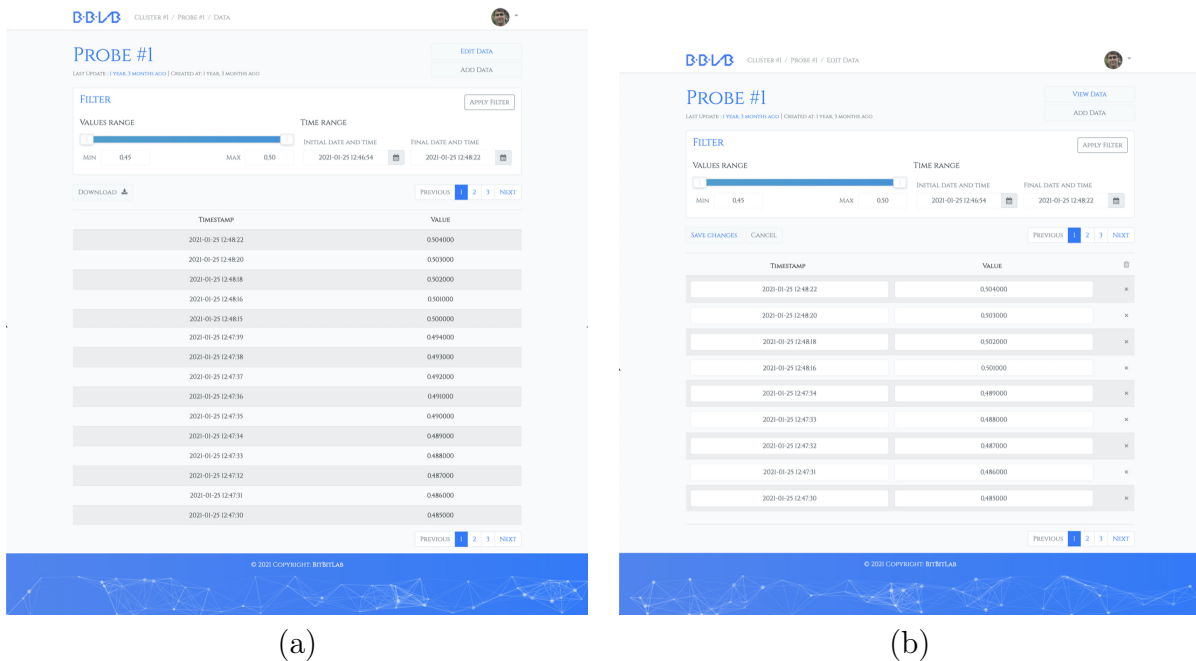 B·B·LAB CLUSTER #1 / PROBE #1 / DATA
PROBE #1
EDIT DATA
LAST UPDATE : 1 YEAR, 3 MONTHS AGO | CREATED AT: 1 YEAR, 3 MONTHS AGO
ADD DATA
FILTER
APPLY FILTER
VALUES RANGE TIME RANGE
INITIAL DATE AND TIME FINAL DATE AND TIME
MIN 0,45 MAX 0,50 2021-01-25 12:46:54 2021-01-25 12:48:22
DOWNLOAD PREVIOUS 1 2 3 NEXT
TIMESTAMP VALUE
2021-01-25 12:48:22 0.504000
2021-01-25 12:48:20 0.503000
2021-01-25 12:48:18 0.502000
2021-01-25 12:48:16 0.501000
2021-01-25 12:48:15 0.500000
2021-01-25 12:47:39 0.494000
2021-01-25 12:47:38 0.493000
2021-01-25 12:47:37 0.492000
2021-01-25 12:47:36 0.491000
2021-01-25 12:47:35 0.490000
2021-01-25 12:47:34 0.489000
2021-01-25 12:47:33 0.488000
2021-01-25 12:47:32 0.487000
2021-01-25 12:47:31 0.486000
2021-01-25 12:47:30 0.485000
PREVIOUS 1 2 3 NEXT
© 2021 COPYRIGHT: BITBITLAB
(a)
B·B·LAB CLUSTER #1 / PROBE #1 / EDIT DATA
PROBE #1
VIEW DATA
LAST UPDATE : 1 YEAR, 3 MONTHS AGO | CREATED AT: 1 YEAR, 3 MONTHS AGO
ADD DATA
FILTER
APPLY FILTER
VALUES RANGE TIME RANGE
INITIAL DATE AND TIME FINAL DATE AND TIME
MIN 0,45 MAX 0,50 2021-01-25 12:46:54 2021-01-25 12:48:22
SAVE CHANGES CANCEL PREVIOUS 1 2 3 NEXT
TIMESTAMP VALUE
2021-01-25 12:48:22 0,504000 ×
2021-01-25 12:48:20 0,503000 ×
2021-01-25 12:48:18 0,502000 ×
2021-01-25 12:48:16 0,501000 ×
2021-01-25 12:47:34 0,489000 ×
2021-01-25 12:47:33 0,488000 ×
2021-01-25 12:47:32 0,487000 ×
2021-01-25 12:47:31 0,486000 ×
2021-01-25 12:47:30 0,485000 ×
PREVIOUS 1 2 3 NEXT
© 2021 COPYRIGHT: BITBITLAB
(b)